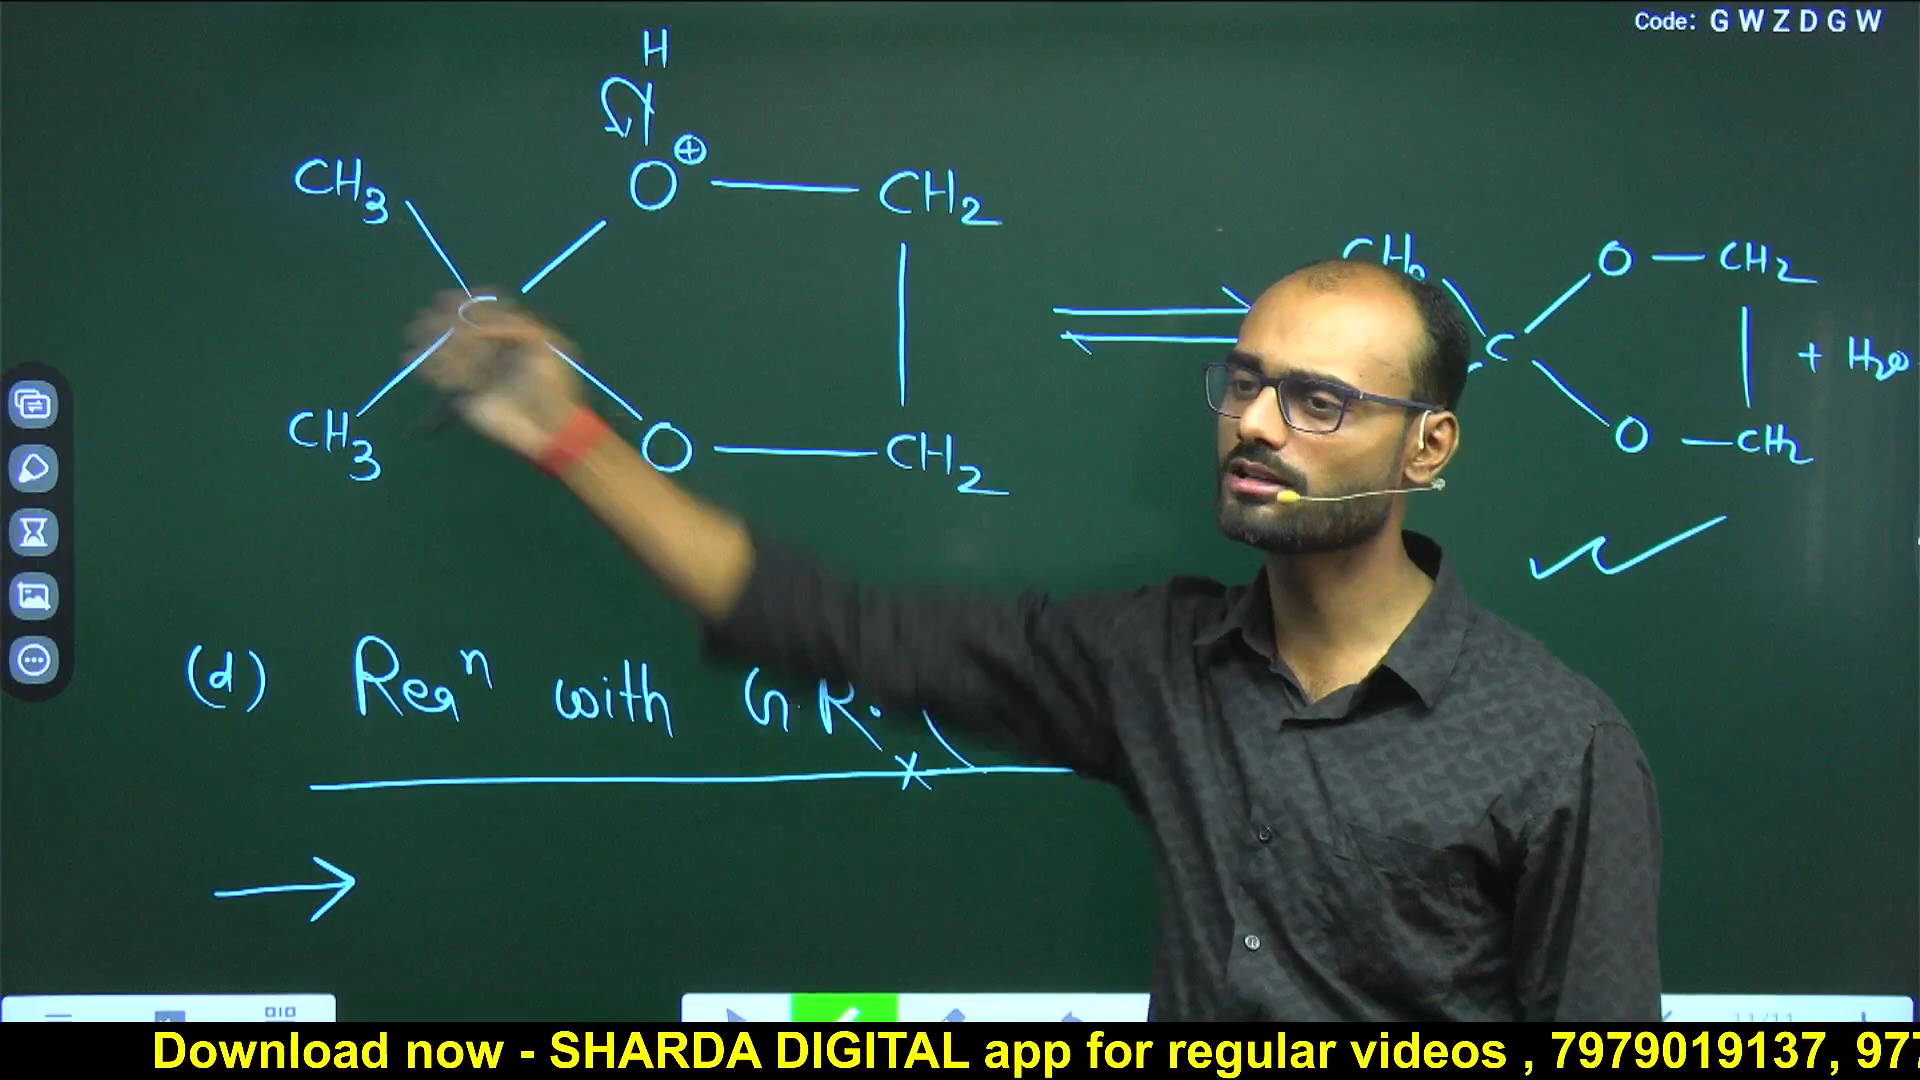 Code: G W Z D G W
H
CH3 O⊕ — CH2
C
CH3 O — CH2
⇌
O — CH2
C + H2O
O — CH2
(d) Reaⁿ with G.R.
→
Download now - SHARDA DIGITAL app for regular videos , 7979019137, 977